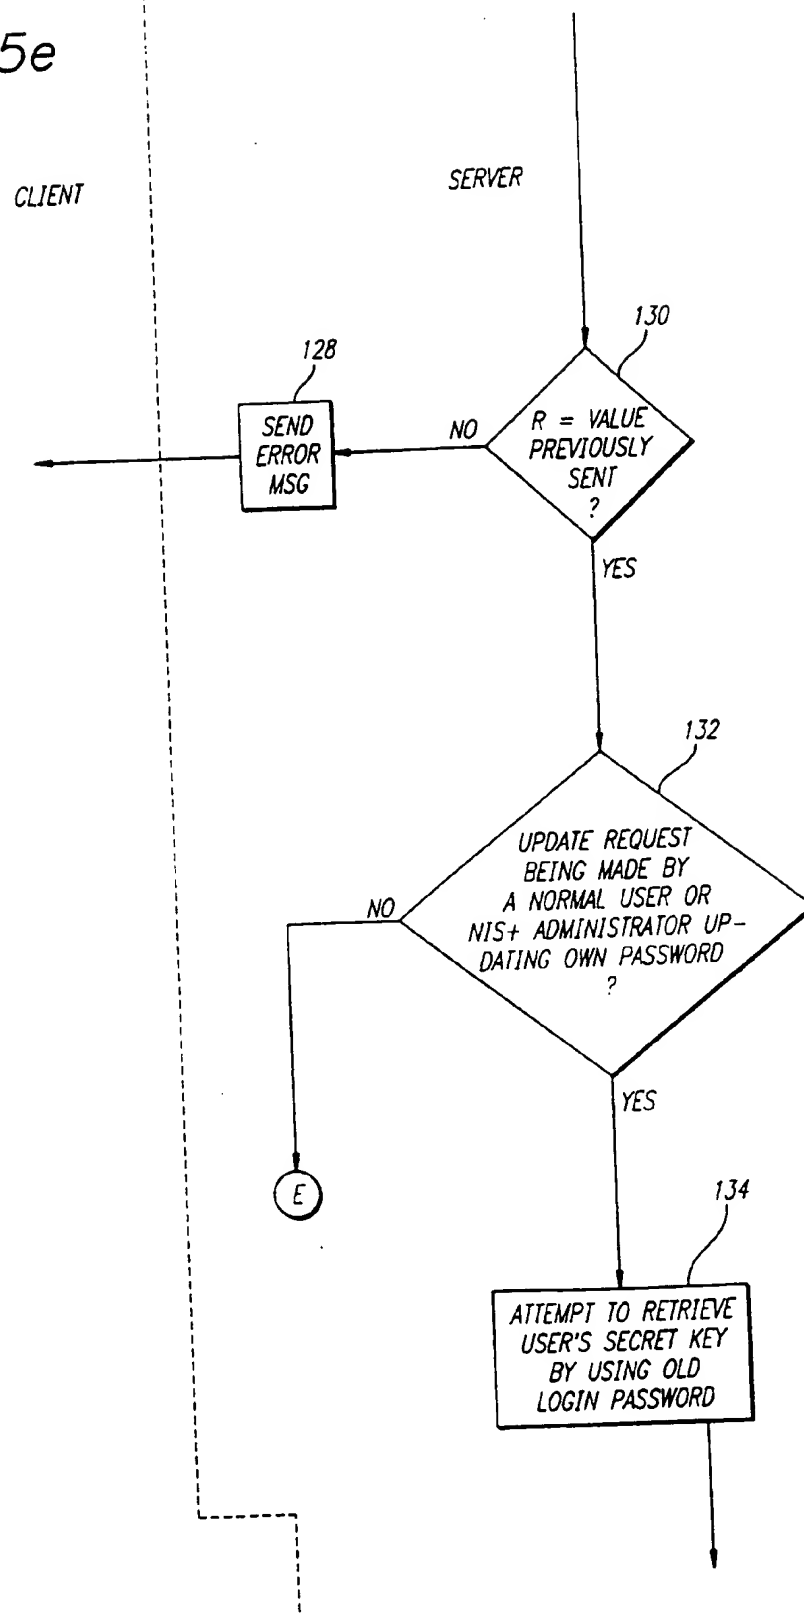 5e
CLIENT
SERVER
130
128
R = VALUE
PREVIOUSLY
SENT
?
NO
SEND
ERROR
MSG
YES
132
UPDATE REQUEST
BEING MADE BY
A NORMAL USER OR
NIS+ ADMINISTRATOR UP-
DATING OWN PASSWORD
?
NO
YES
E
134
ATTEMPT TO RETRIEVE
USER'S SECRET KEY
BY USING OLD
LOGIN PASSWORD